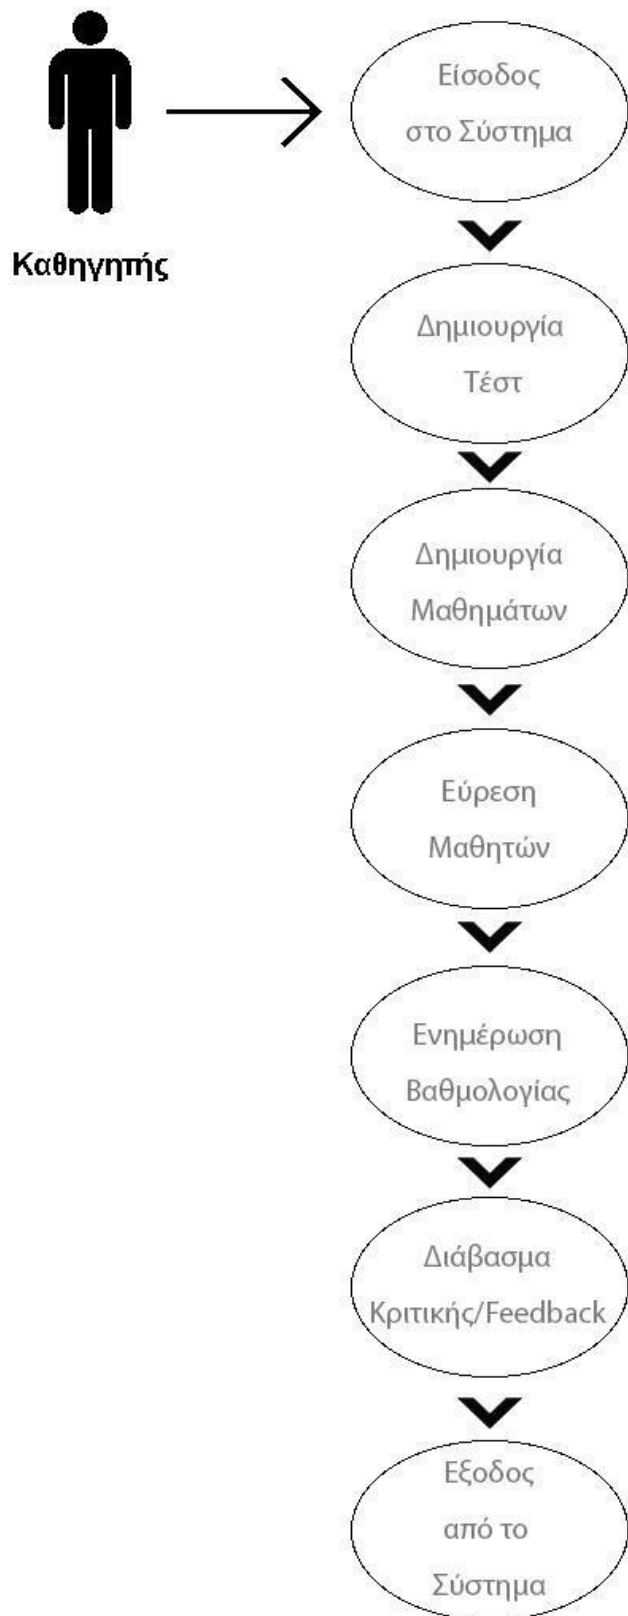 Είσοδος
στο Σύστημα
Καθηγητής
Δημιουργία
Τέστ
Δημιουργία
Μαθημάτων
Εύρεση
Μαθητών
Ενημέρωση
Βαθμολογίας
Διάβασμα
Κριτικής/Feedback
Εξοδος
από το
Σύστημα